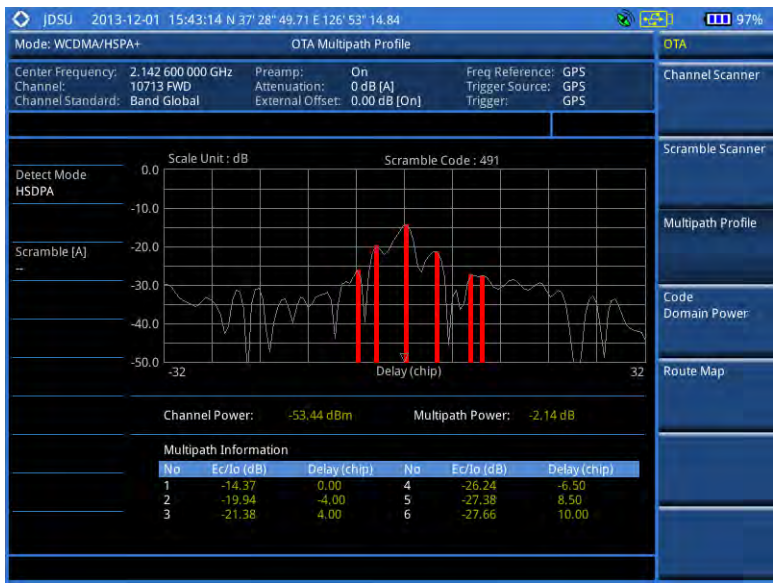 JDSU 2013-12-01 15:43:14 N 37' 28" 49.71 E 126' 53" 14.84 97%
Mode: WCDMA/HSPA+ OTA Multipath Profile
OTA
Center Frequency: 2.142 600 000 GHz Preamp: On Freq Reference: GPS
Channel: 10713 FWD Attenuation: 0 dB [A] Trigger Source: GPS
Channel Standard: Band Global External Offset: 0.00 dB [On] Trigger: GPS
Channel Scanner
Scramble Scanner
Multipath Profile
Code
Domain Power
Route Map
Detect Mode
HSDPA
Scramble [A]
--
Scale Unit : dB Scramble Code : 491
0.0
-10.0
-20.0
-30.0
-40.0
-50.0
-32 Delay (chip) 32
Channel Power: -53.44 dBm Multipath Power: -2.14 dB
Multipath Information
No Ec/Io (dB) Delay (chip) No Ec/Io (dB) Delay (chip)
1 -14.37 0.00 4 -26.24 -6.50
2 -19.94 -4.00 5 -27.38 8.50
3 -21.38 4.00 6 -27.66 10.00